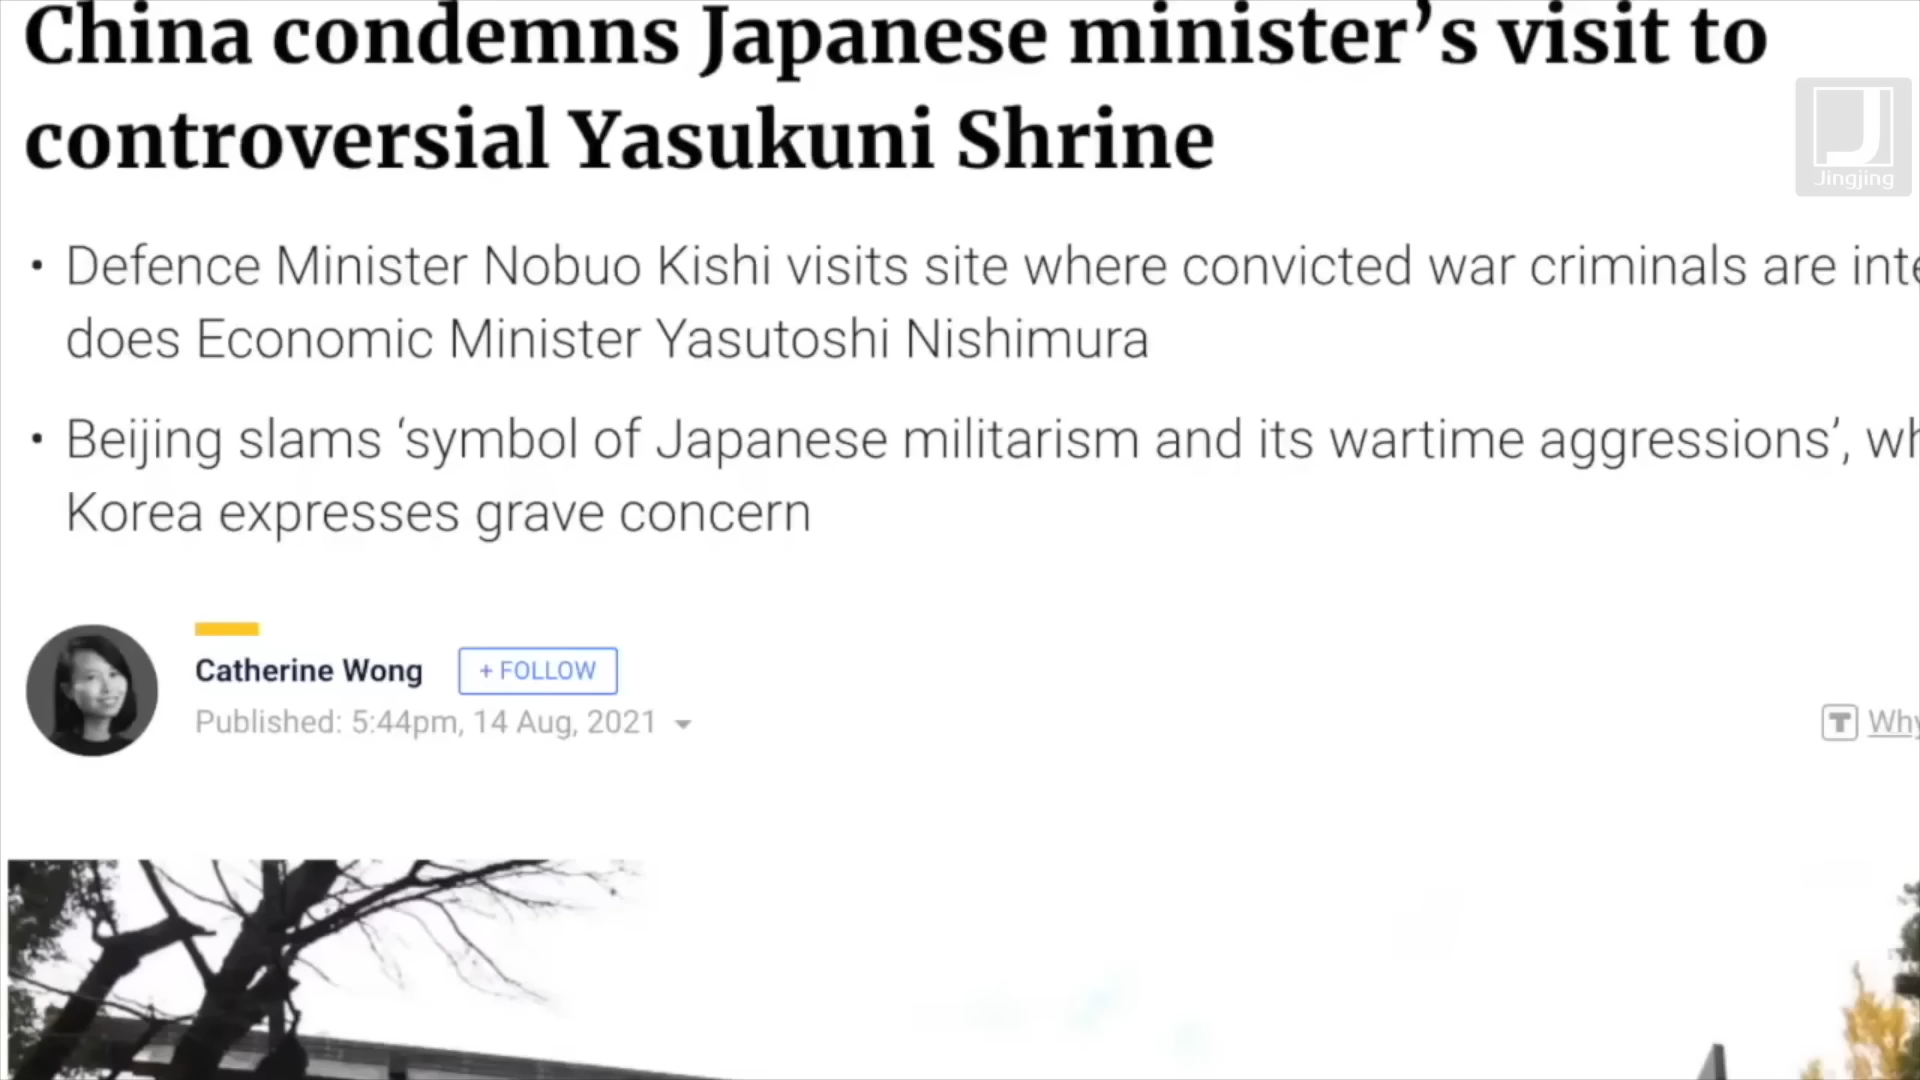 China condemns Japanese minister’s visit to
controversial Yasukuni Shrine
Jingjing
• Defence Minister Nobuo Kishi visits site where convicted war criminals are
does Economic Minister Yasutoshi Nishimura
• Beijing slams ‘symbol of Japanese militarism and its wartime aggressions’,
Korea expresses grave concern
Catherine Wong
+ FOLLOW
Published: 5:44pm, 14 Aug, 2021
T Why